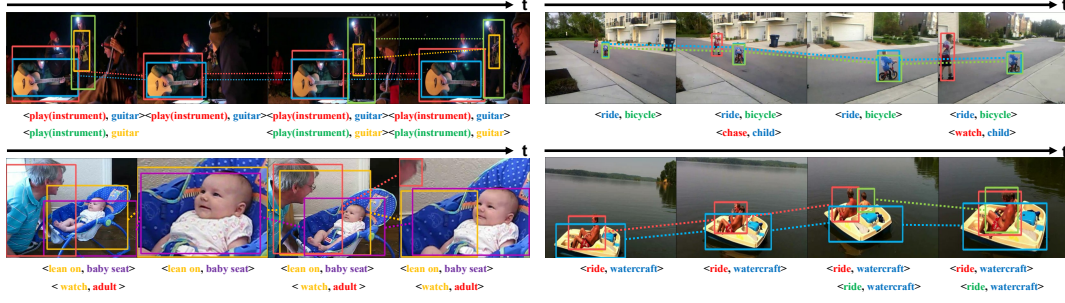 t
<play(instrument), guitar> <play(instrument), guitar> <play(instrument), guitar> <play(instrument), guitar>
<play(instrument), guitar <play(instrument), guitar> <play(instrument), guitar>
t
<ride, bicycle> <ride, bicycle> <ride, bicycle> <ride, bicycle>
<chase, child> <watch, child>
t
<lean on, baby seat> <lean on, baby seat> <lean on, baby seat> <lean on, baby seat>
< watch, adult > < watch, adult > <watch, adult>
t
<ride, watercraft> <ride, watercraft> <ride, watercraft> <ride, watercraft>
<ride, watercraft> <ride, watercraft>